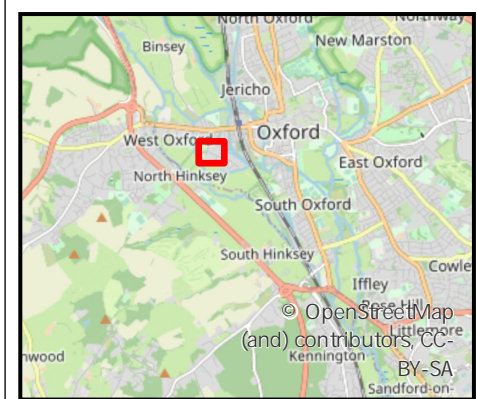 North Oxford
Northway
Binsey
New Marston
Jericho
West Oxford
Oxford
East Oxford
North Hinksey
South Oxford
South Hinksey
Cowle
Iffley
Rose Hill
Littlemore
nwood
Kennington
Sandford-on-
© OpenStreetMap
(and) contributors, CC-
BY-SA